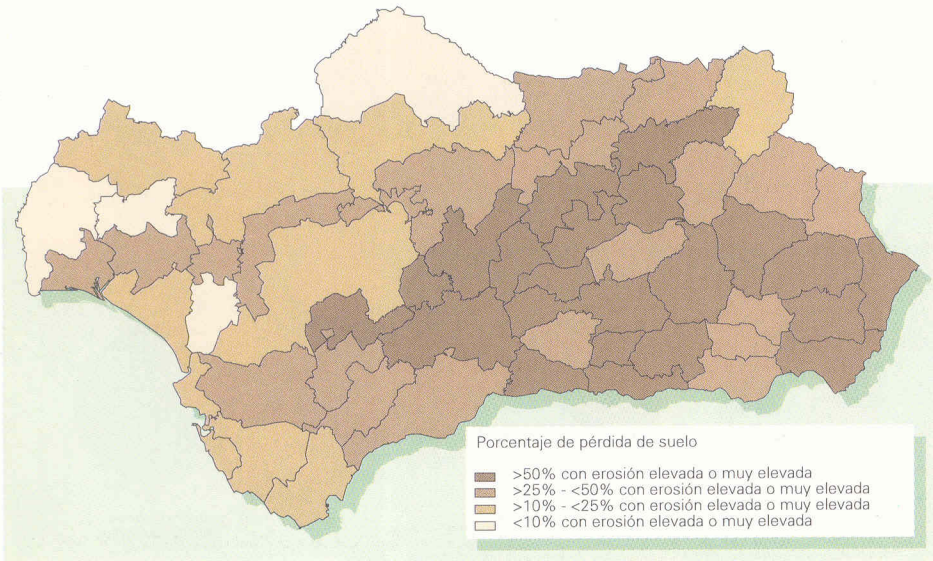 Porcentaje de pérdida de suelo
>50% con erosión elevada o muy elevada
>25% - <50% con erosión elevada o muy elevada
>10% - <25% con erosión elevada o muy elevada
<10% con erosión elevada o muy elevada